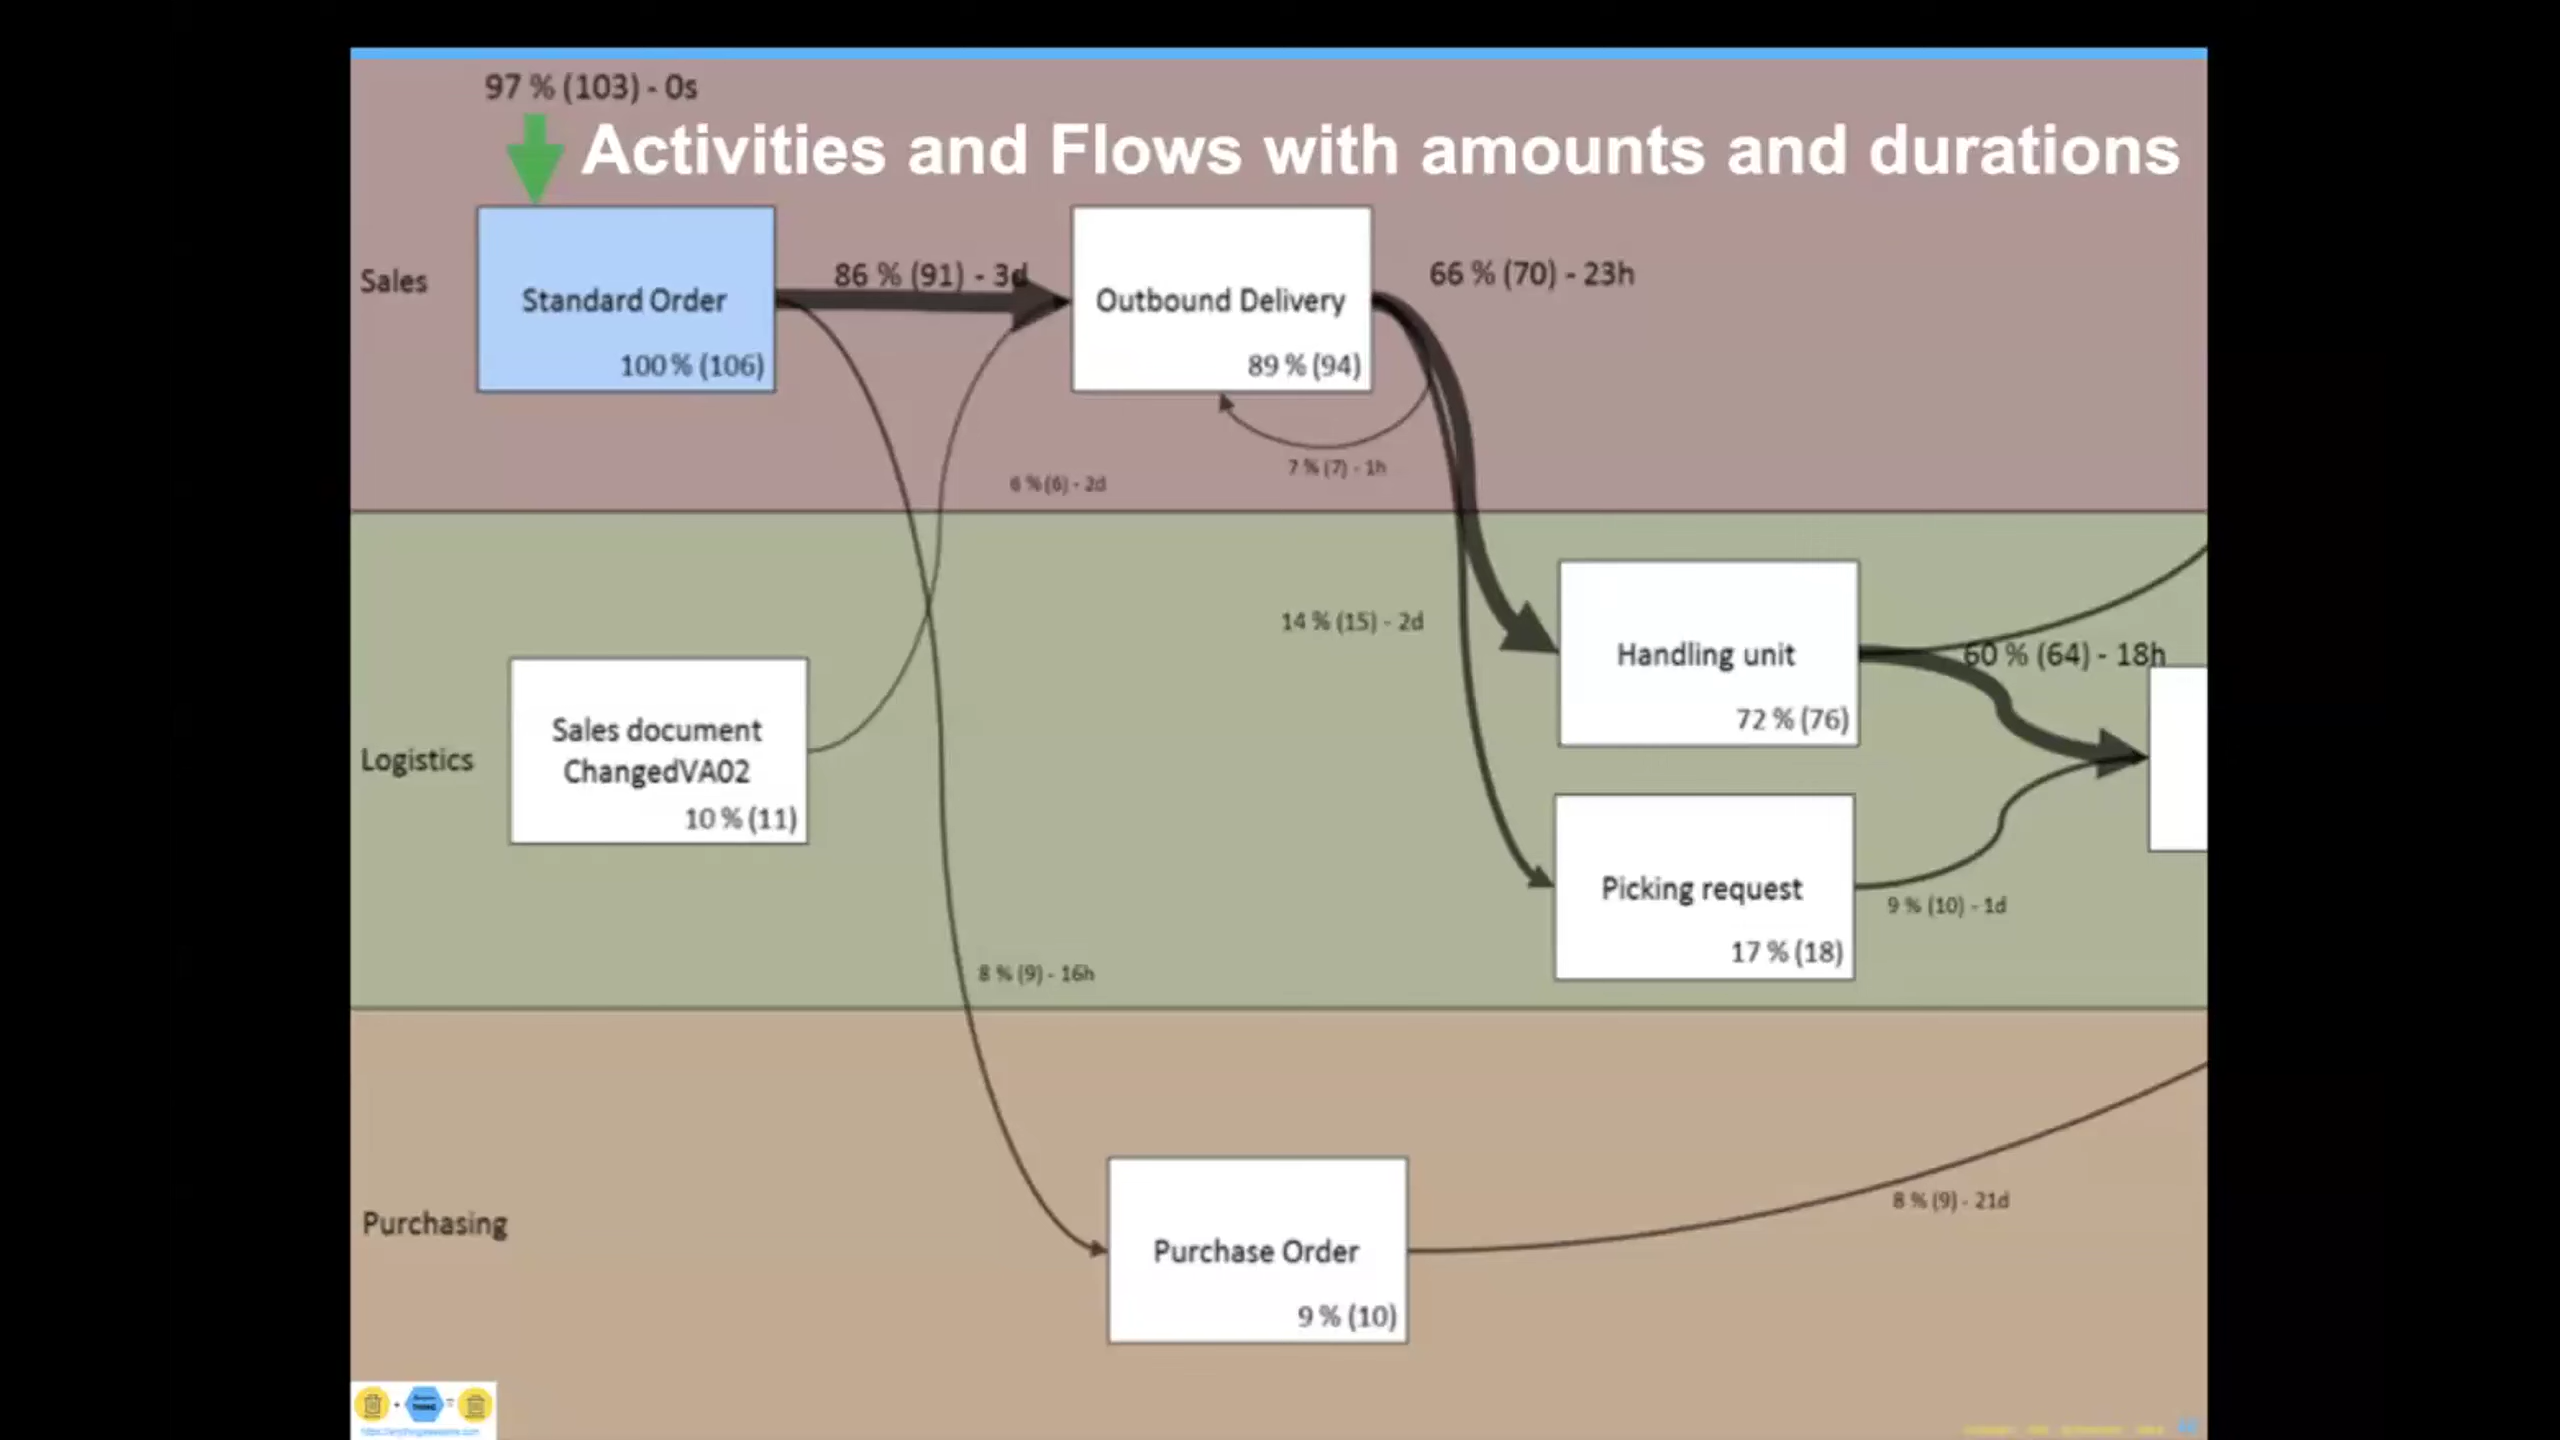 97 % (103) - 0s
Activities and Flows with amounts and durations
Sales
Standard Order
100 % (106)
86 % (91) - 3d
Outbound Delivery
89 % (94)
66 % (70) - 23h
7 % (7) - 1h
6 % (6) - 2d
Logistics
Sales document
ChangedVA02
10 % (11)
14 % (15) - 2d
Handling unit
72 % (76)
60 % (64) - 18h
Picking request
17 % (18)
9 % (10) - 1d
8 % (9) - 16h
Purchasing
Purchase Order
9 % (10)
8 % (9) - 21d